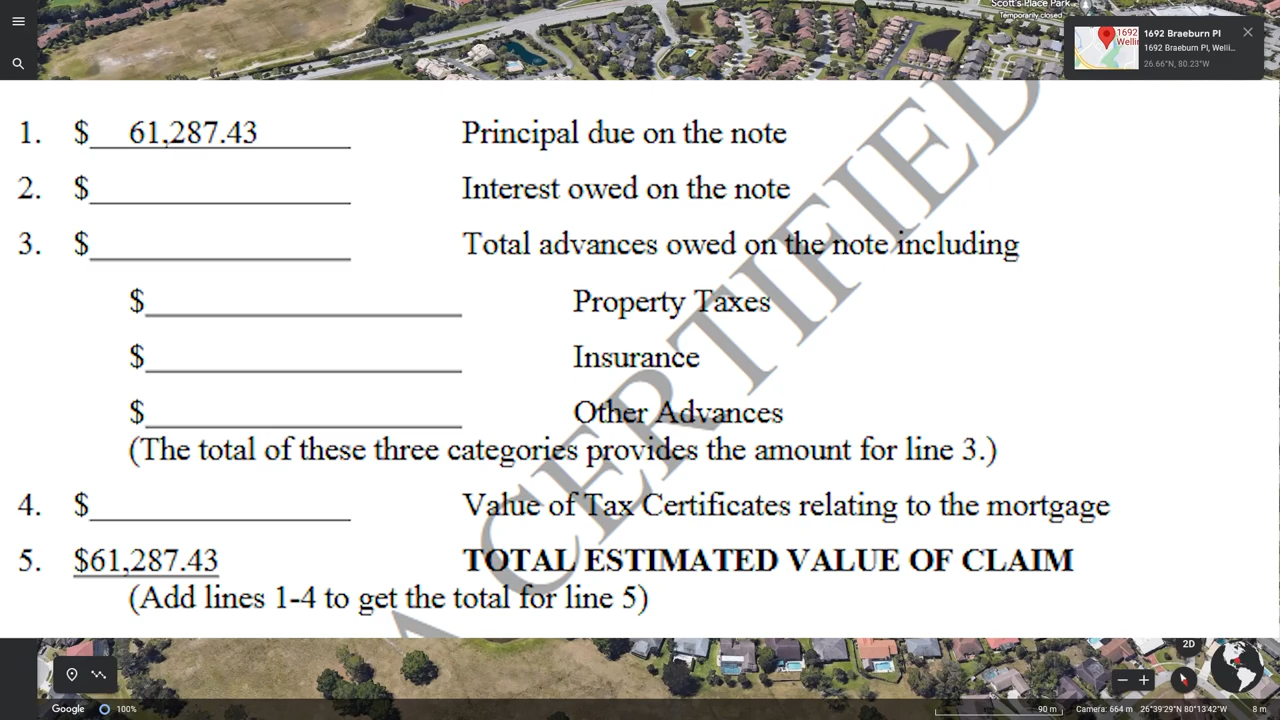 Scott's Place Park
Temporarily closed
1692
Welli
1692 Braeburn Pl
1692 Braeburn Pl, Welli...
26.66°N, 80.23°W
1. $ 61,287.43 Principal due on the note
2. $ Interest owed on the note
3. $ Total advances owed on the note including
$ Property Taxes
$ Insurance
$ Other Advances
(The total of these three categories provides the amount for line 3.)
4. $ Value of Tax Certificates relating to the mortgage
5. $61,287.43 TOTAL ESTIMATED VALUE OF CLAIM
(Add lines 1-4 to get the total for line 5)
A CERTIFIED
2D
Google 100% 90 m Camera: 664 m 26°39'29"N 80°13'42"W 8 m